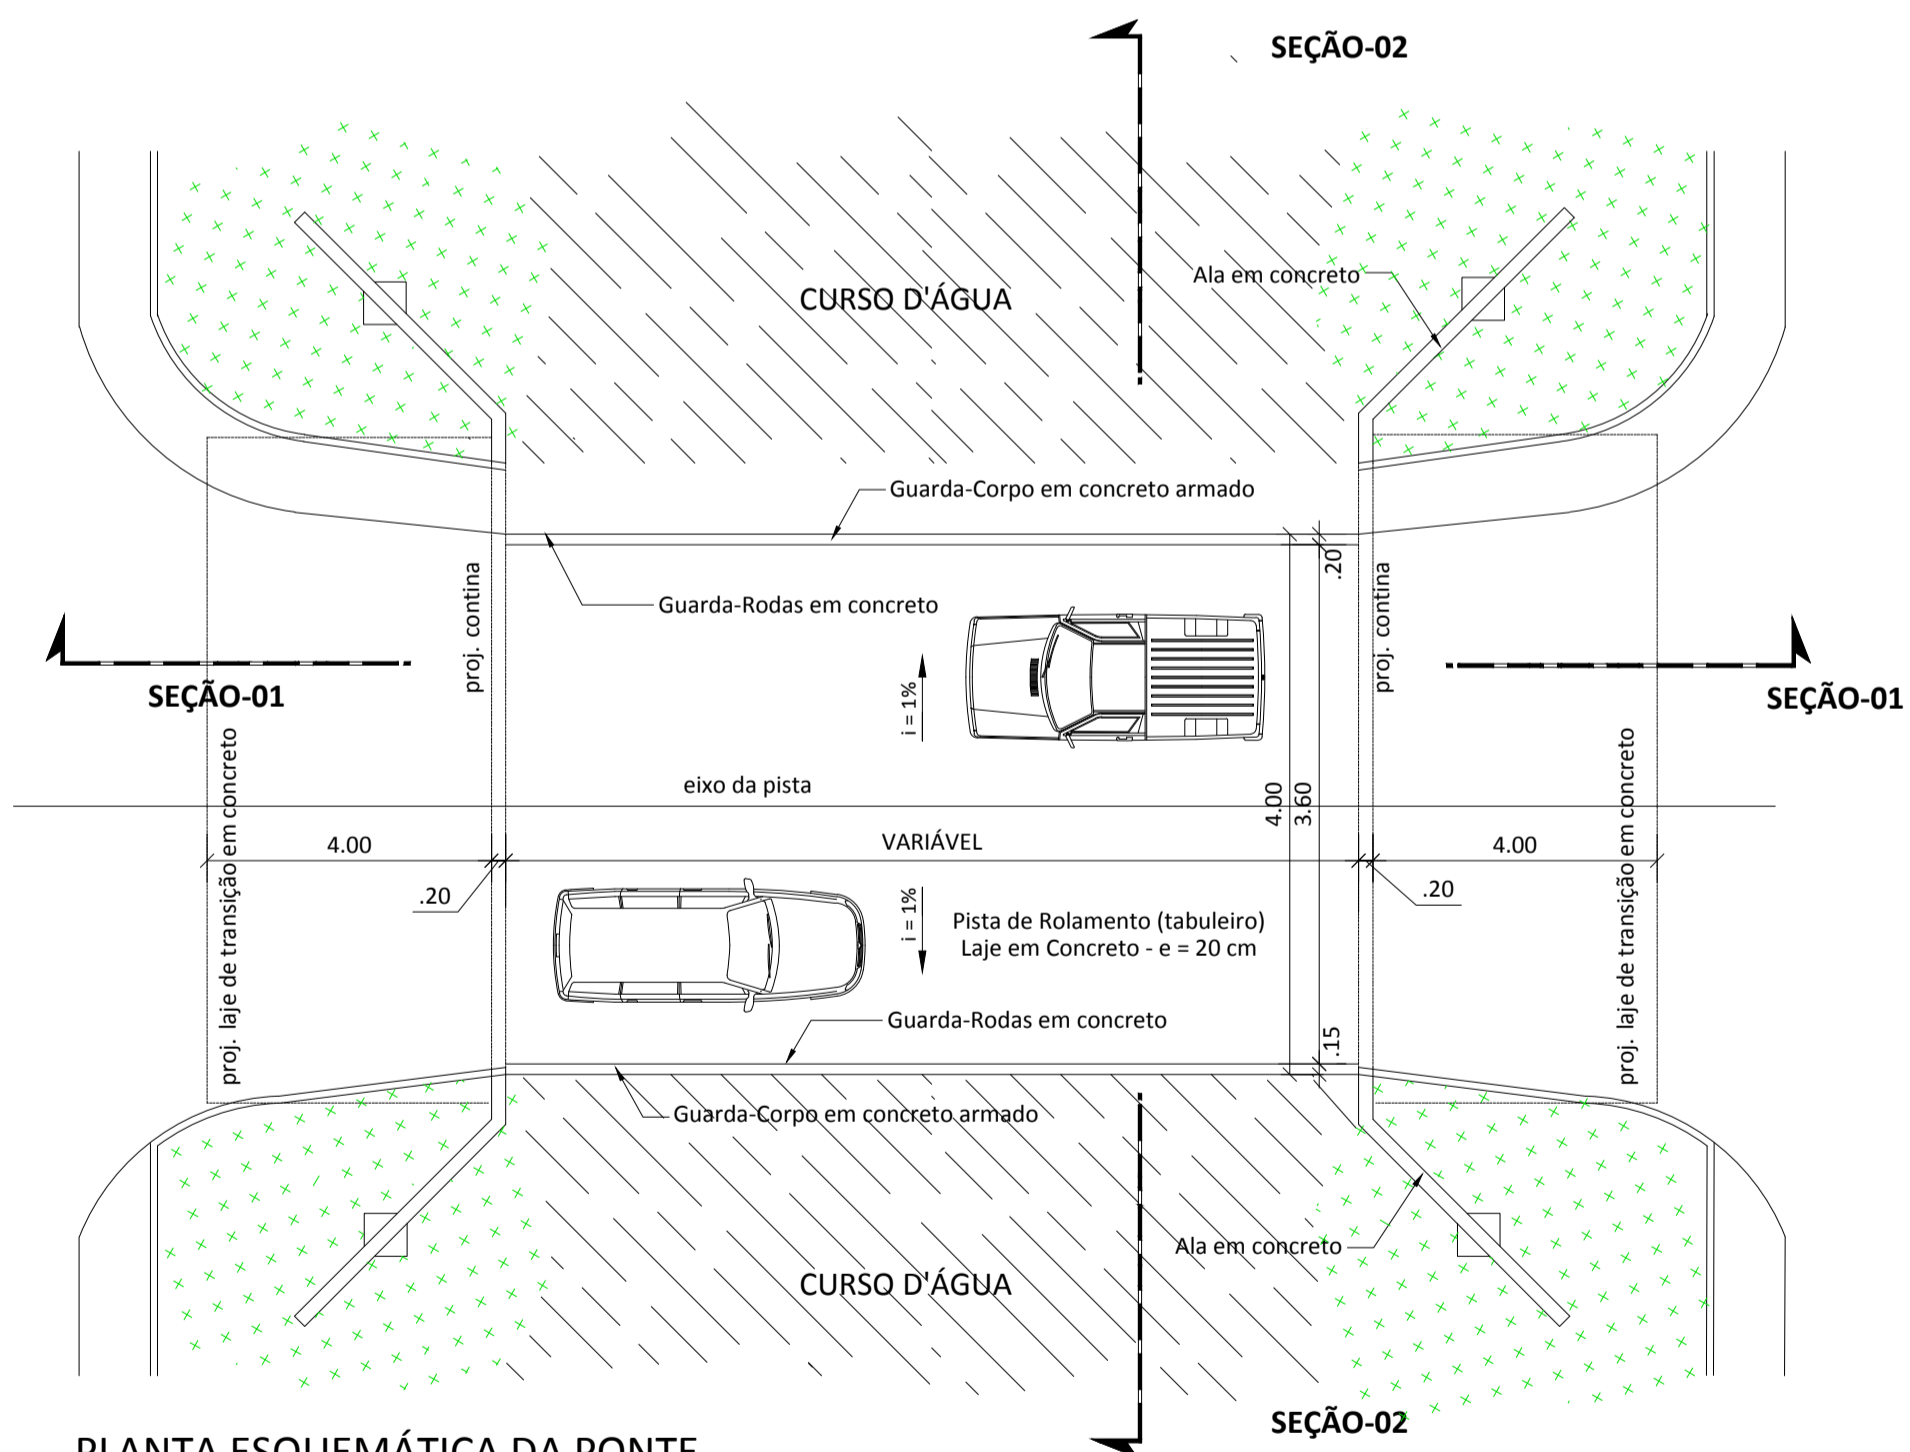 SEÇÃO-02
Ala em concreto
CURSO D'ÁGUA
Guarda-Corpo em concreto armado
.20
proj. contina
proj. contina
Guarda-Rodas em concreto
SEÇÃO-01
SEÇÃO-01
i = 1%
proj. laje de transição em concreto
proj. laje de transição em concreto
eixo da pista
4.00
3.60
4.00
VARIÁVEL
4.00
.20
.20
i = 1%
Pista de Rolamento (tabuleiro)
Laje em Concreto - e = 20 cm
Guarda-Rodas em concreto
.15
Guarda-Corpo em concreto armado
Ala em concreto
CURSO D'ÁGUA
SEÇÃO-02
PLANTA ESQUEMÁTICA DA PONTE